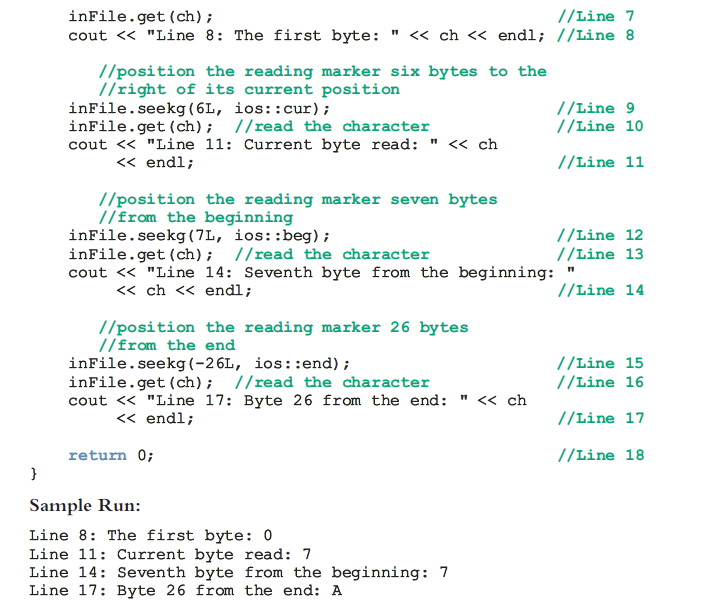 inFile.get(ch); //Line 7
cout << "Line 8: The first byte: " << ch << endl; //Line 8
//position the reading marker six bytes to the
//right of its current position
inFile.seekg(6L, ios::cur); //Line 9
inFile.get(ch); //read the character //Line 10
cout << "Line 11: Current byte read: " << ch
<< endl; //Line 11
//position the reading marker seven bytes
//from the beginning
inFile.seekg(7L, ios::beg); //Line 12
inFile.get(ch); //read the character //Line 13
cout << "Line 14: Seventh byte from the beginning: "
<< ch << endl; //Line 14
//position the reading marker 26 bytes
//from the end
inFile.seekg(-26L, ios::end); //Line 15
inFile.get(ch); //read the character //Line 16
cout << "Line 17: Byte 26 from the end: " << ch
<< endl; //Line 17
return 0; //Line 18
}
Sample Run:
Line 8: The first byte: 0
Line 11: Current byte read: 7
Line 14: Seventh byte from the beginning: 7
Line 17: Byte 26 from the end: A